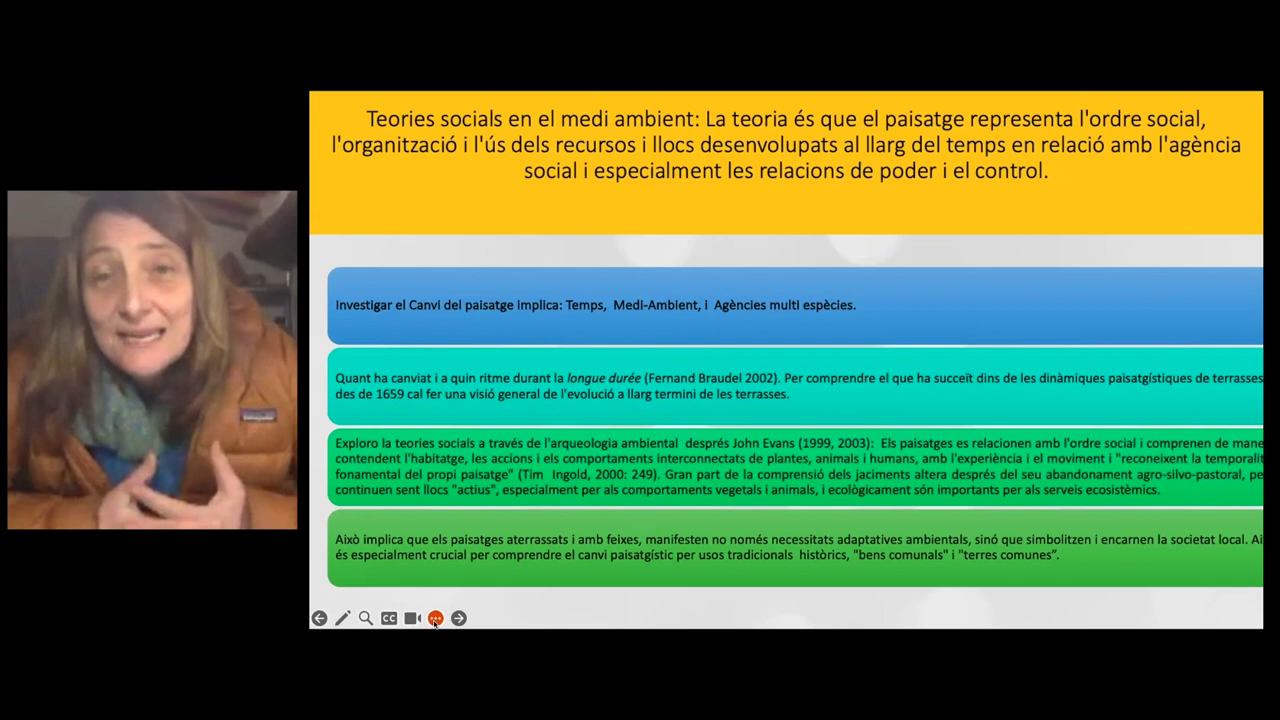 Teories socials en el medi ambient: La teoria és que el paisatge representa l'ordre social,
l'organització i l'ús dels recursos i llocs desenvolupats al llarg del temps en relació amb l'agència
social i especialment les relacions de poder i el control.
Investigar el Canvi del paisatge implica: Temps, Medi-Ambient, i Agències multi espècies.
Quant ha canviat i a quin ritme durant la longue durée (Fernand Braudel 2002). Per comprendre el que ha succeït dins de les dinàmiques paisatgístiques de terrasses
des de 1659 cal fer una visió general de l'evolució a llarg termini de les terrasses.
Exploro la teories socials a través de l'arqueologia ambiental després John Evans (1999, 2003): Els paisatges es relacionen amb l'ordre social i comprenen de mane
contendent l'habitatge, les accions i els comportaments interconnectats de plantes, animals i humans, amb l'experiència i el moviment i "reconeixent la temporalit
fonamental del propi paisatge" (Tim Ingold, 2000: 249). Gran part de la comprensió dels jaciments altera després del seu abandonament agro-silvo-pastoral, pe
continuen sent llocs "actius", especialment per als comportaments vegetals i animals, i ecològicament són importants per als serveis ecosistèmics.
Això implica que els paisatges aterrassats i amb feixes, manifesten no només necessitats adaptatives ambientals, sinó que simbolitzen i encarnen la societat local. Ai
és especialment crucial per comprendre el canvi paisatgístic per usos tradicionals històrics, "bens comunals" i "terres comunes".
CC